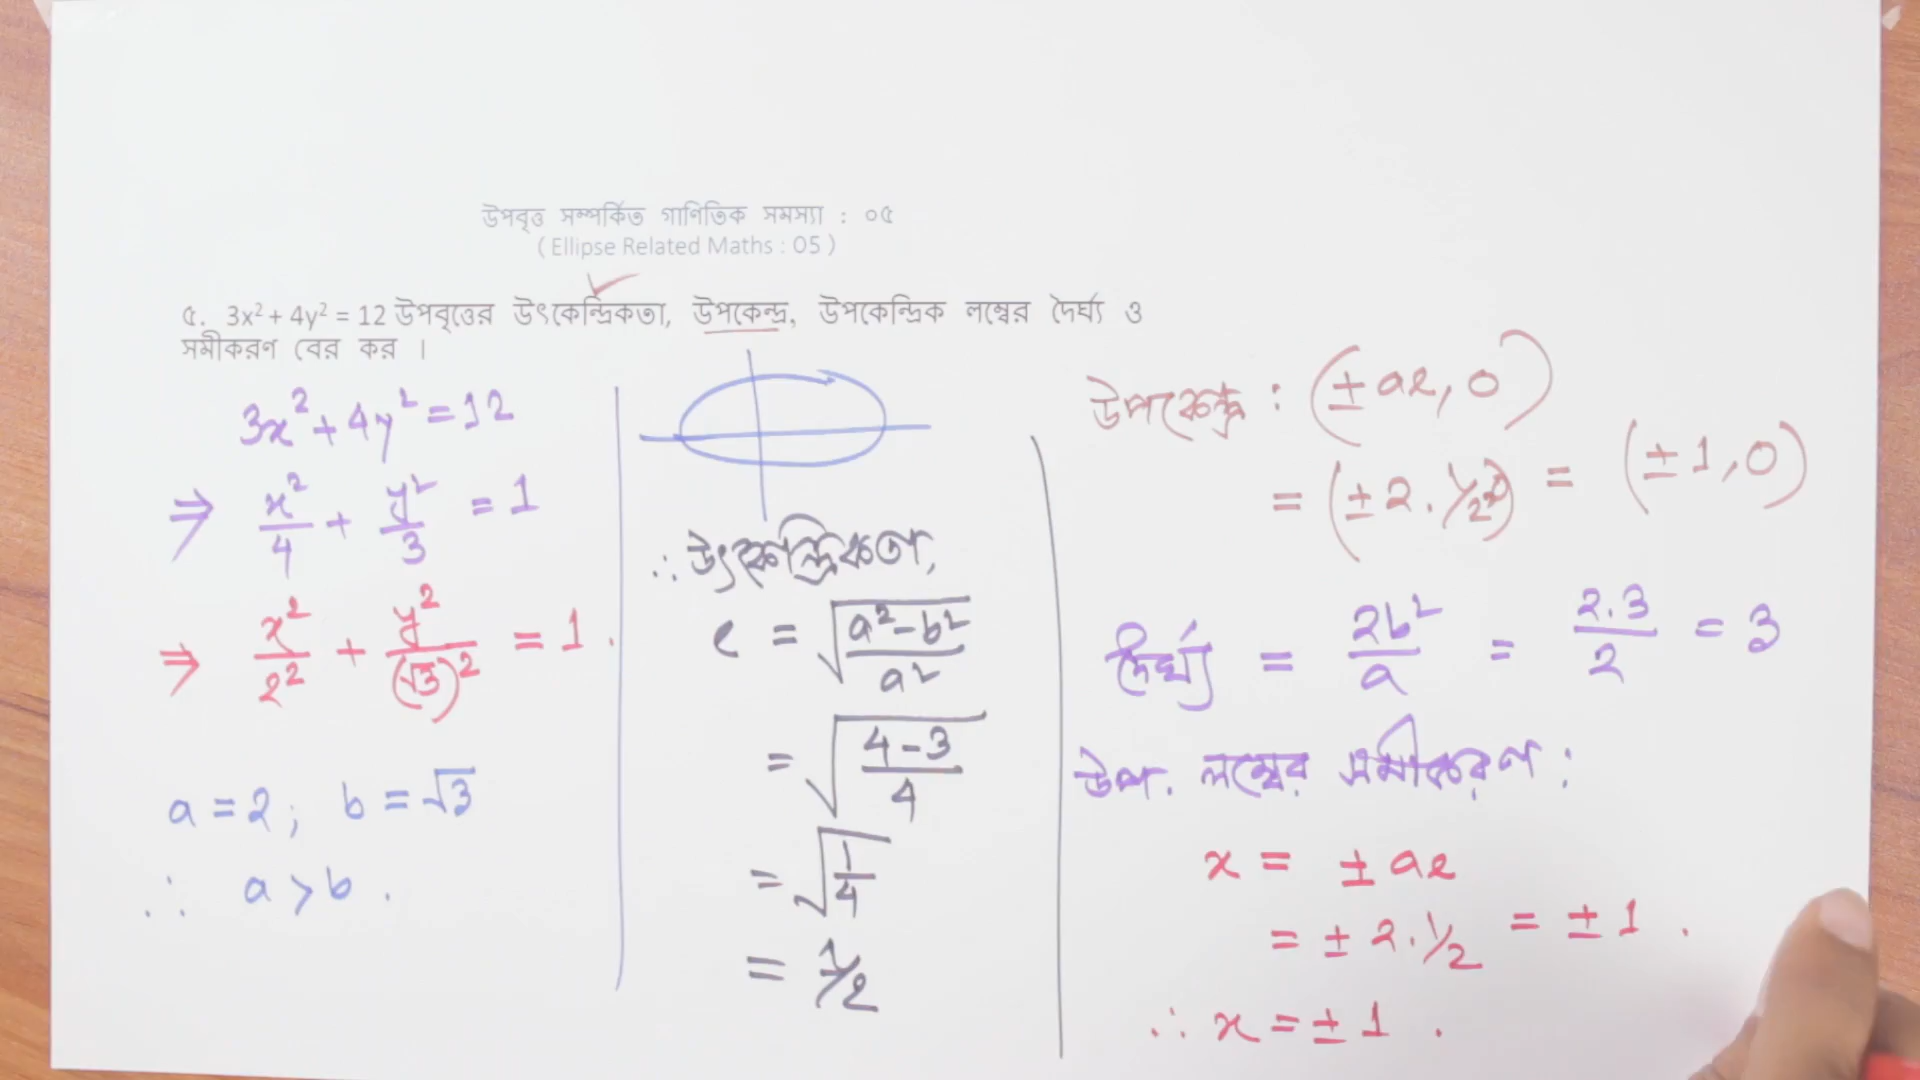 উপবৃত্ত সম্পর্কিত গাণিতিক সমস্যা : ০৫
( Ellipse Related Maths : 05 )
৫. 3x² + 4y² = 12 উপবৃত্তের উৎকেন্দ্রিকতা, উপকেন্দ্র, উপকেন্দ্রিক লম্বের দৈর্ঘ্য ও
সমীকরণ বের কর ।
3x² + 4y² = 12
⇒ x²/4 + y²/3 = 1
⇒ x²/2² + y²/(√3)² = 1.
a = 2; b = √3
∴ a > b .
∴ উৎকেন্দ্রিকতা,
e = √((a²-b²)/a²)
= √((4-3)/4)
= √(1/4)
= 1/2
উপকেন্দ্র : (±ae, 0)
= (±2.1/2, 0) = (±1, 0)
দৈর্ঘ্য = 2b²/a = 2.3/2 = 3
উপ. লম্বের সমীকরণ :
x = ±ae
= ±2.1/2 = ±1 .
∴ x = ±1 .